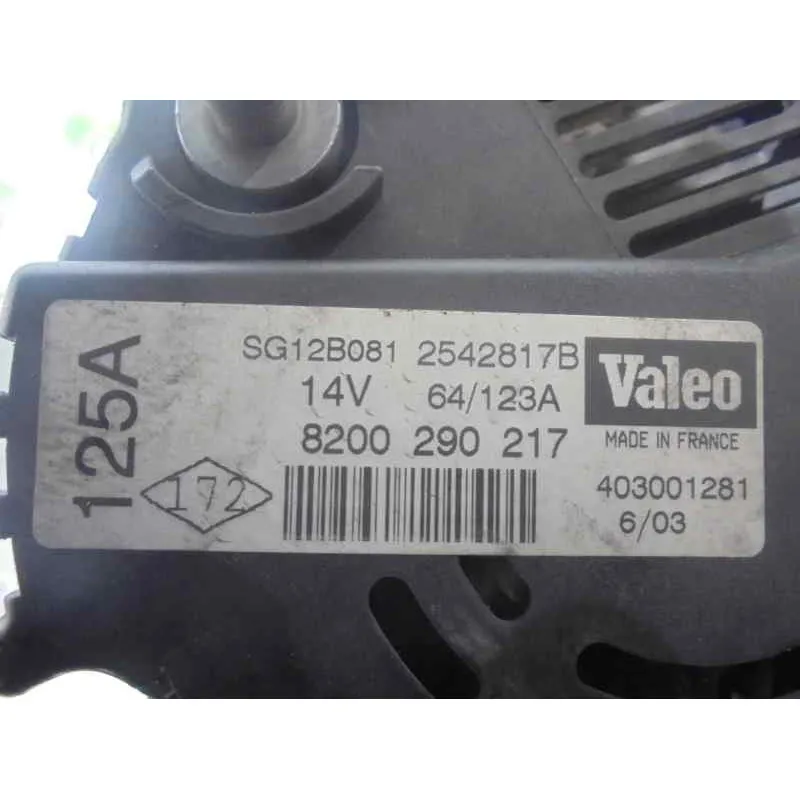 125A
SG12B081 2542817B
14V 64/123A
8200 290 217
172
Valeo
MADE IN FRANCE
403001281
6/03